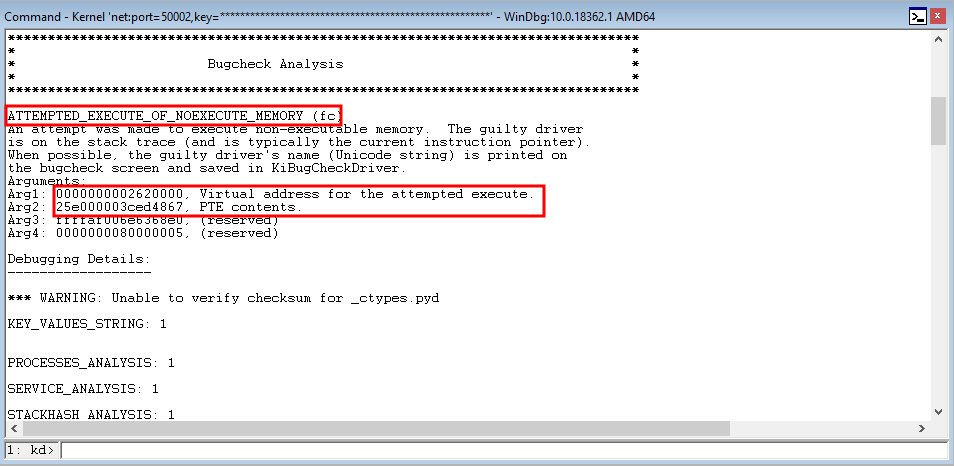 Command - Kernel 'net:port=50002,key=****************************************************' - WinDbg:10.0.18362.1 AMD64
*******************************************************************************
* *
* Bugcheck Analysis *
* *
*******************************************************************************
ATTEMPTED_EXECUTE_OF_NOEXECUTE_MEMORY (fc)
An attempt was made to execute non-executable memory. The guilty driver
is on the stack trace (and is typically the current instruction pointer).
When possible, the guilty driver's name (Unicode string) is printed on
the bugcheck screen and saved in KiBugCheckDriver.
Arguments:
Arg1: 0000000002620000, Virtual address for the attempted execute.
Arg2: 25e000003ced4867, PTE contents.
Arg3: ffffaf006e6368e0, (reserved)
Arg4: 0000000080000005, (reserved)
Debugging Details:
------------------
*** WARNING: Unable to verify checksum for _ctypes.pyd
KEY_VALUES_STRING: 1
PROCESSES_ANALYSIS: 1
SERVICE_ANALYSIS: 1
STACKHASH_ANALYSIS: 1
1: kd>